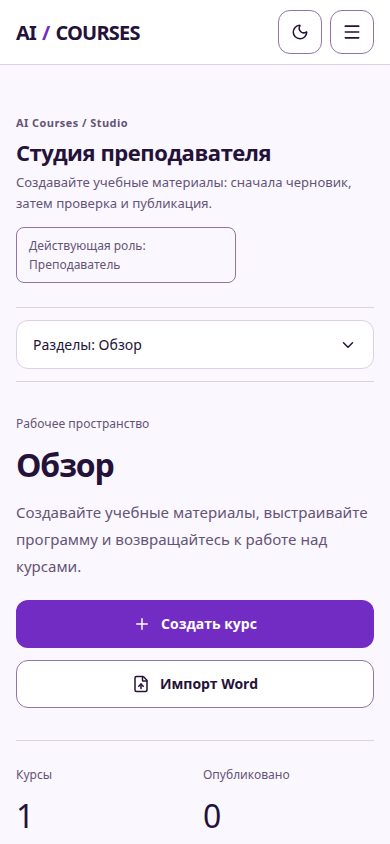 AI / COURSES
AI Courses / Studio
Студия преподавателя
Создавайте учебные материалы: сначала черновик,
затем проверка и публикация.
Действующая роль:
Преподаватель
Разделы: Обзор
Рабочее пространство
Обзор
Создавайте учебные материалы, выстраивайте
программу и возвращайтесь к работе над
курсами.
Создать курс
Импорт Word
Курсы
Опубликовано
1
0